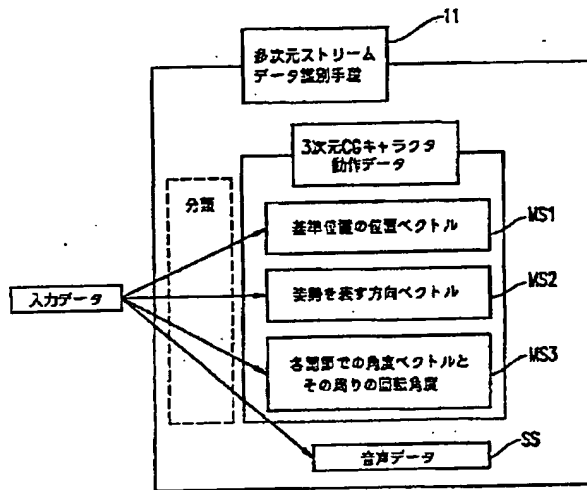 11
多次元ストリーム
データ識別手段
3次元CGキャラクタ
動作データ
分類
基準位置の位置ベクトル
MS1
入力データ
姿勢を表す方向ベクトル
MS2
各関節での角度ベクトルと
その周りの回転角度
MS3
音声データ
SS